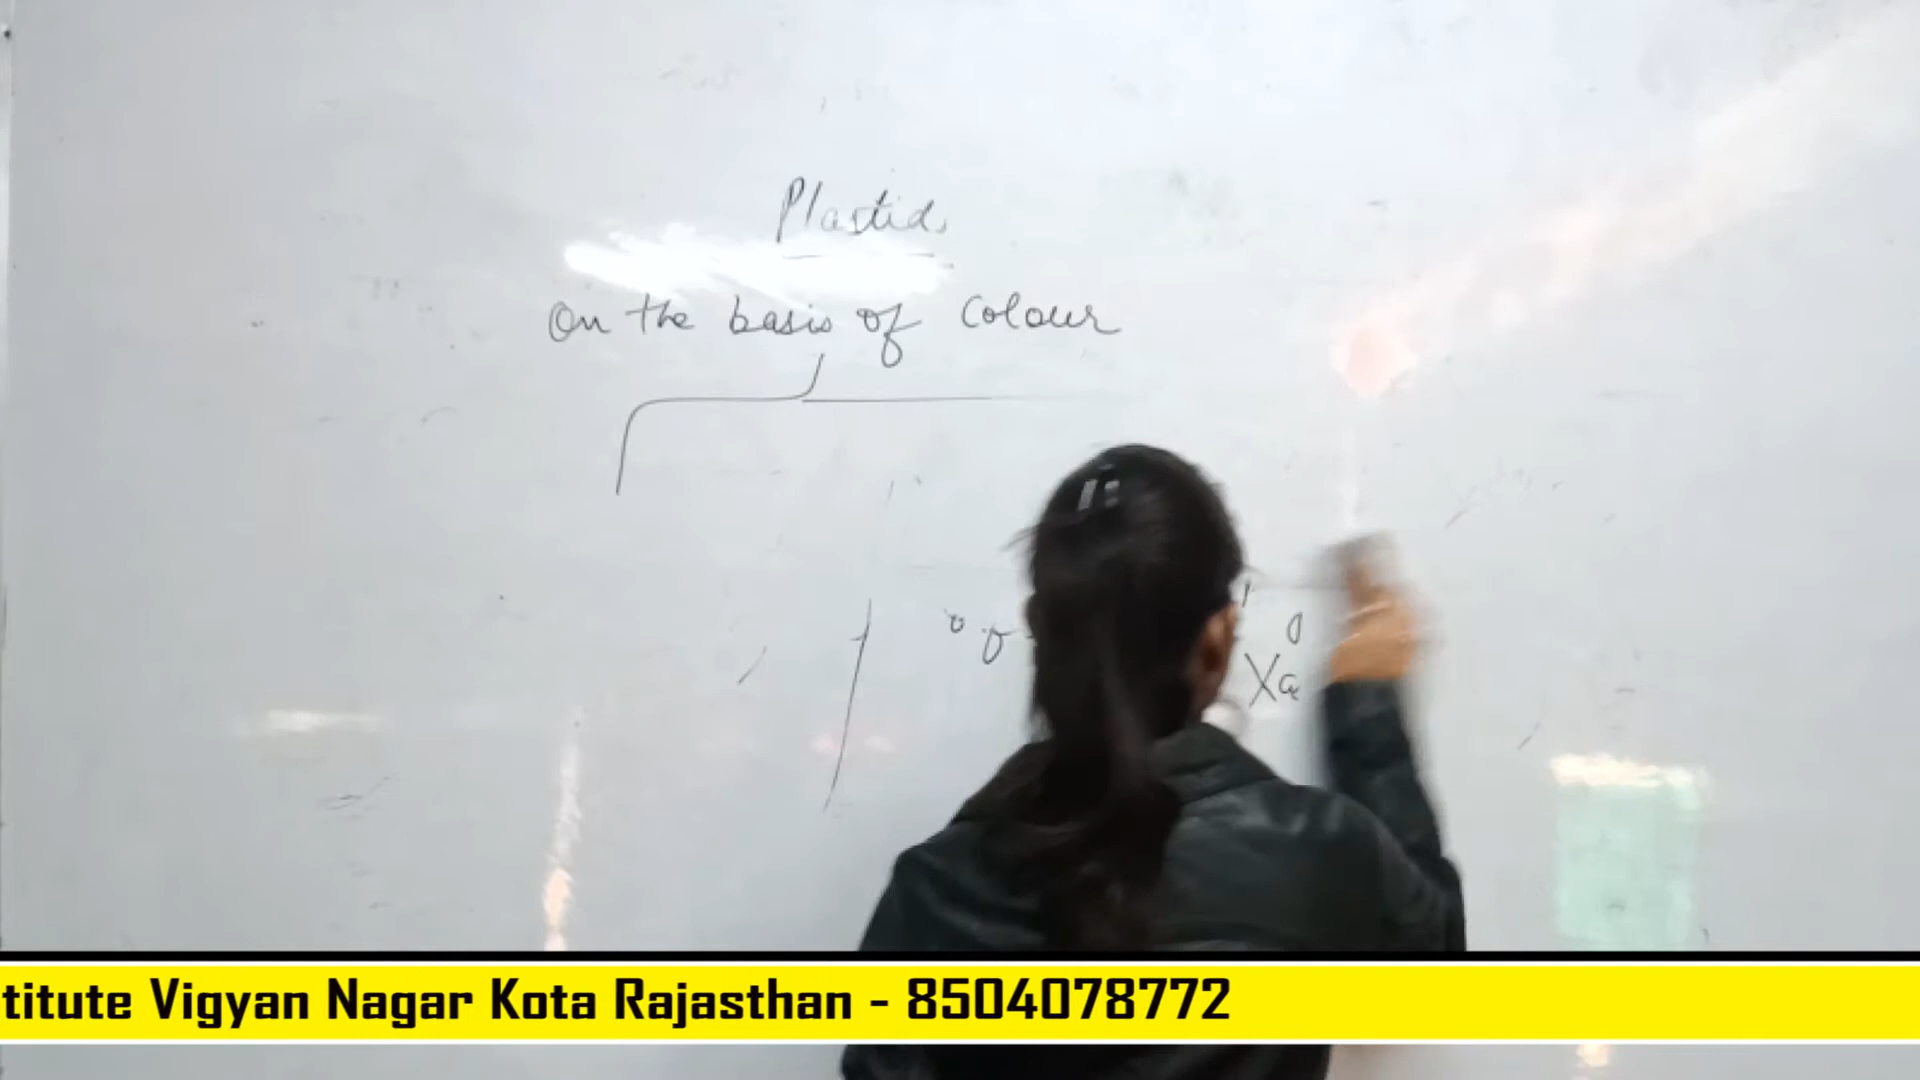 Plastid
On the basis of Colour
titute Vigyan Nagar Kota Rajasthan - 8504078772